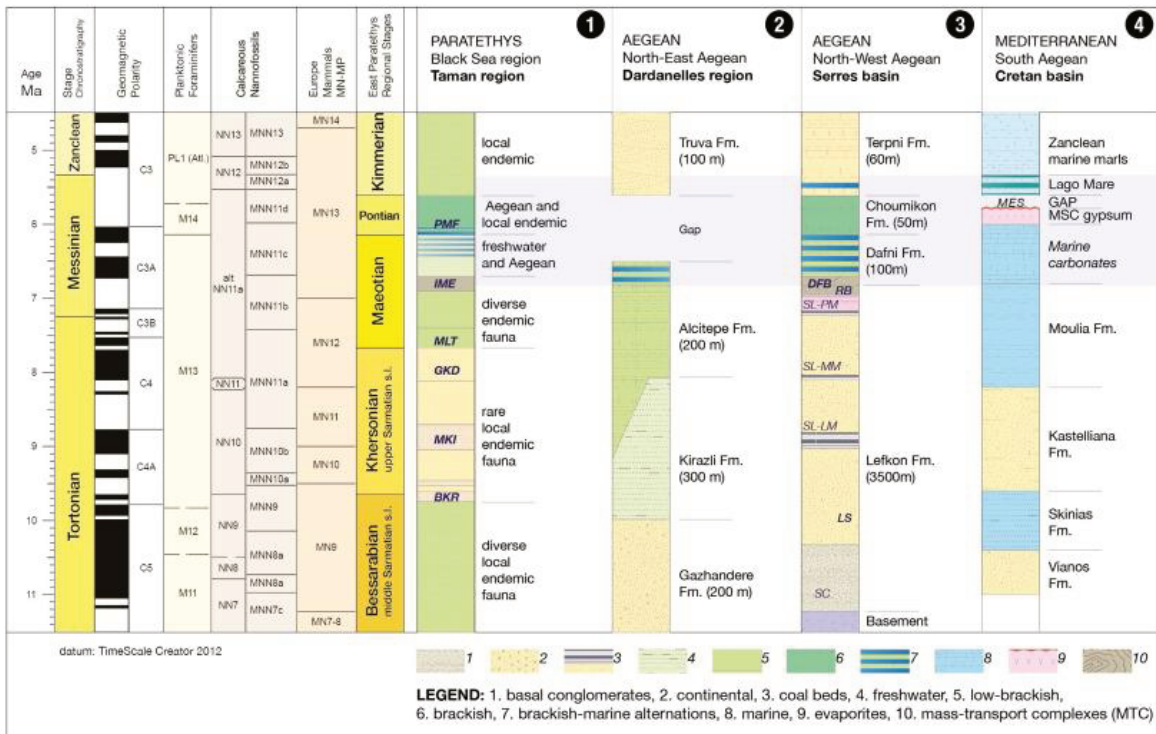 1
2
3
4
Age
Ma
Stage
Chronostratigraphy
Geomagnetic
Polarity
Planktonic
Foraminifers
Calcareous
Nannofossils
Europe
Mammals
MN-MP
East Paratethys
Regional Stages
PARATETHYS
Black Sea region
Taman region
AEGEAN
North-East Aegean
Dardanelles region
AEGEAN
North-West Aegean
Serres basin
MEDITERRANEAN
South Aegean
Cretan basin
5
6
7
8
9
10
11
Zanclean
Messinian
Tortonian
C3
C3A
C3B
C4
C4A
C5
PL1 (Atl.)
M14
M13
M12
M11
NN13
NN12
alt
NN11a
NN11
NN10
NN9
NN8
NN7
MNN13
MNN12b
MNN12a
MNN11d
MNN11c
MNN11b
MNN11a
MNN10b
MNN10a
MNN9
MNN8a
MNN8a
MNN7c
MN14
MN13
MN12
MN11
MN10
MN9
MN7-8
Kimmerian
Pontian
Maeotian
Khersonian
upper Sarmatian s.l.
Bessarabian
middle Sarmatian s.l.
PMF
IME
MLT
GKD
MKI
BKR
local
endemic
Aegean and
local endemic
freshwater
and Aegean
diverse
endemic
fauna
rare
local
endemic
fauna
diverse
local
endemic
fauna
Truva Fm.
(100 m)
Gap
Alcitepe Fm.
(200 m)
Kirazli Fm.
(300 m)
Gazhandere
Fm. (200 m)
DFB
RB
SL-PM
SL-MM
SL-LM
LS
SC
Terpni Fm.
(60m)
Choumikon
Fm. (50m)
Dafni Fm.
(100m)
Lefkon Fm.
(3500m)
Basement
MES
Zanclean
marine marls
Lago Mare
GAP
MSC gypsum
Marine
carbonates
Moulia Fm.
Kastelliana
Fm.
Skinias
Fm.
Vianos
Fm.
datum: TimeScale Creator 2012
1 2 3 4 5 6 7 8 9 10
LEGEND: 1. basal conglomerates, 2. continental, 3. coal beds, 4. freshwater, 5. low-brackish,
6. brackish, 7. brackish-marine alternations, 8. marine, 9. evaporites, 10. mass-transport complexes (MTC)